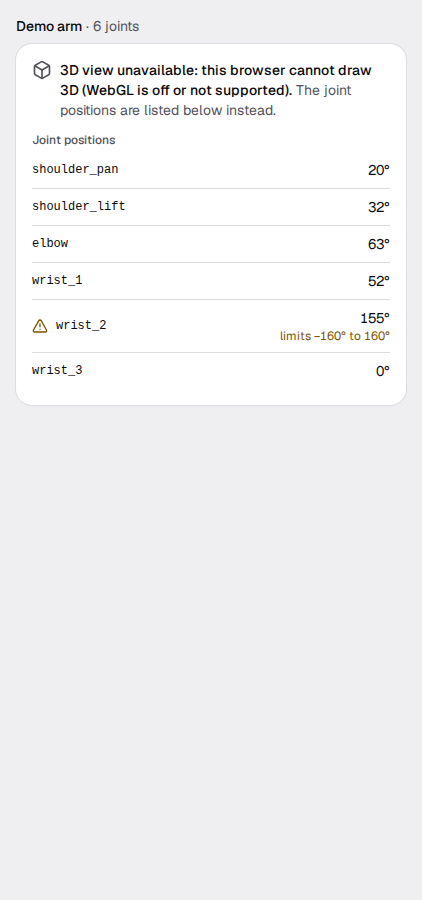 Demo arm · 6 joints
3D view unavailable: this browser cannot draw
3D (WebGL is off or not supported). The joint
positions are listed below instead.
Joint positions
shoulder_pan 20°
shoulder_lift 32°
elbow 63°
wrist_1 52°
wrist_2 155°
limits −160° to 160°
wrist_3 0°